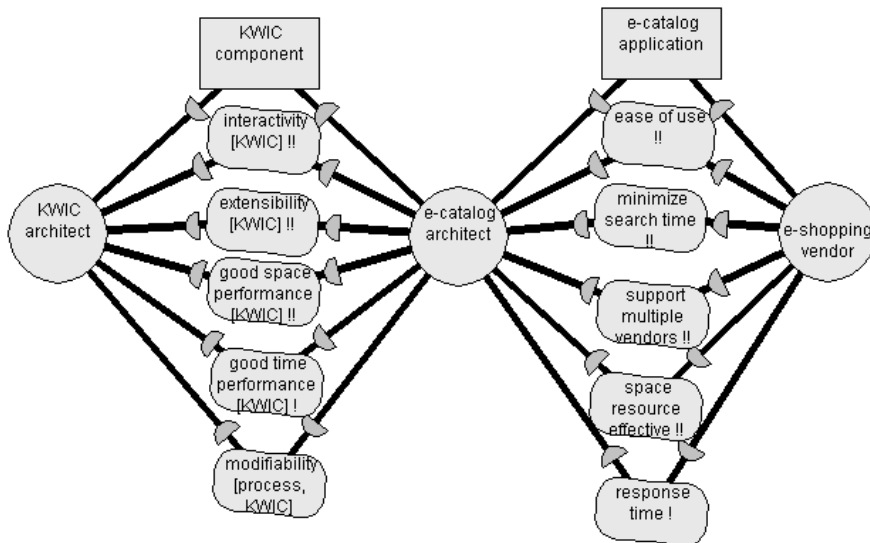 KWIC
component
e-catalog
application
interactivity
[KWIC] !!
ease of use
!!
KWIC
architect
extensibility
[KWIC] !!
e-catalog
architect
minimize
search time
!!
e-shopping
vendor
good space
performance
[KWIC] !!
support
multiple
vendors !!
good time
performance
[KWIC] !
space
resource
effective !!
modifiability
[process,
KWIC]
response
time !